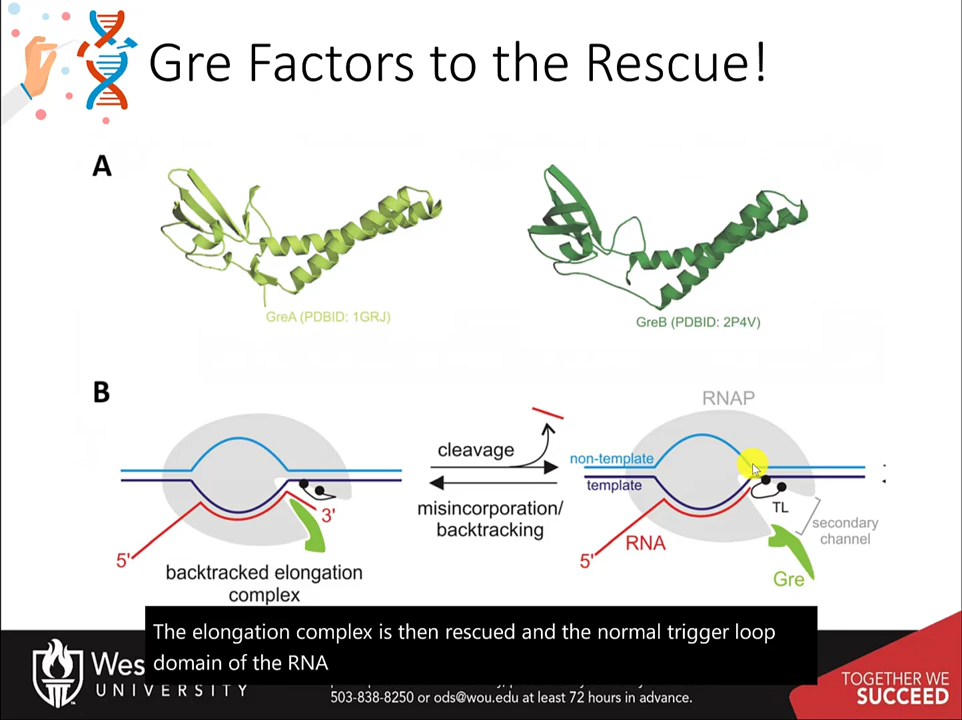 Gre Factors to the Rescue!
A
GreA (PDBID: 1GRJ)
GreB (PDBID: 2P4V)
B
RNAP
cleavage
non-template
template
misincorporation/
backtracking
3'
TL
secondary
channel
5'
RNA
5'
Gre
backtracked elongation
complex
The elongation complex is then rescued and the normal trigger loop
domain of the RNA
Wes
UNIVERSITY
503-838-8250 or ods@wou.edu at least 72 hours in advance.
TOGETHER WE
SUCCEED